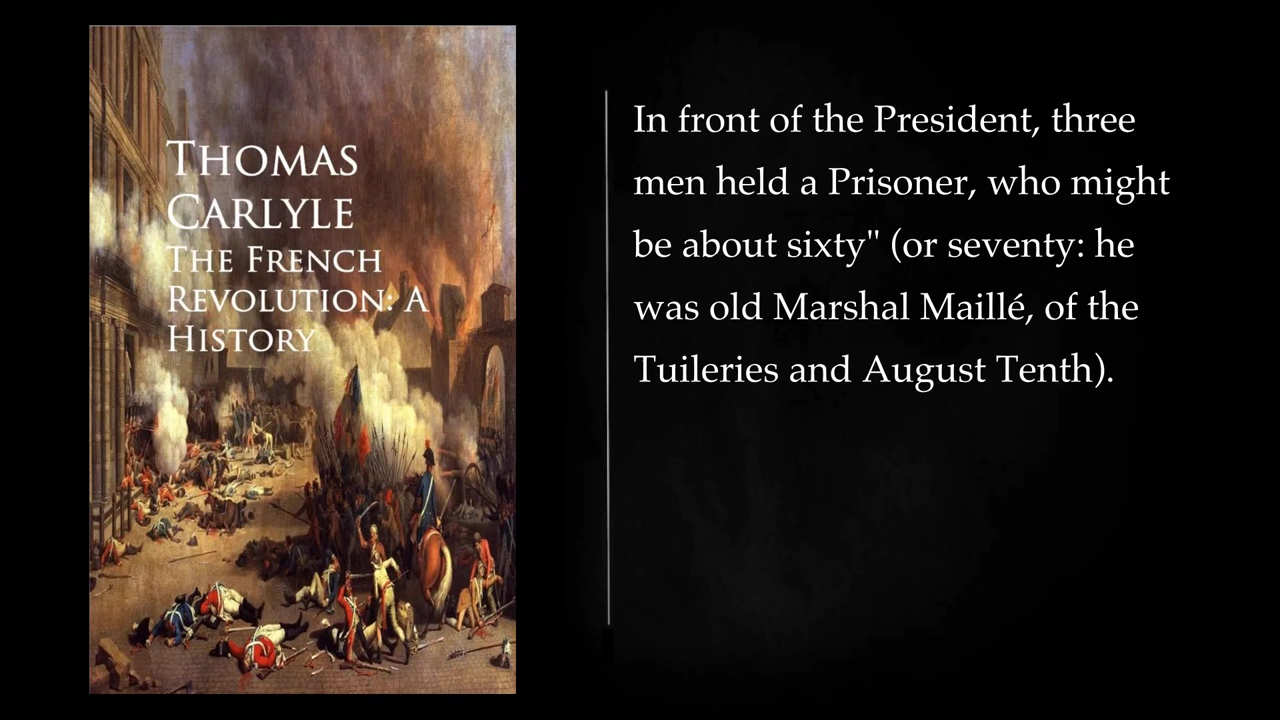 THOMAS
CARLYLE
THE FRENCH
REVOLUTION: A
HISTORY
In front of the President, three
men held a Prisoner, who might
be about sixty" (or seventy: he
was old Marshal Maillé, of the
Tuileries and August Tenth).